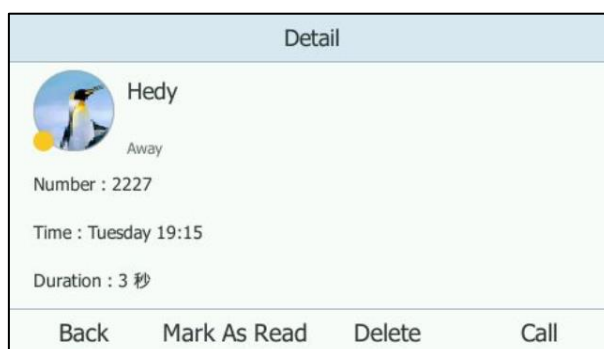 Detail
Hedy
Away
Number : 2227
Time : Tuesday 19:15
Duration : 3 秒
Back Mark As Read Delete Call